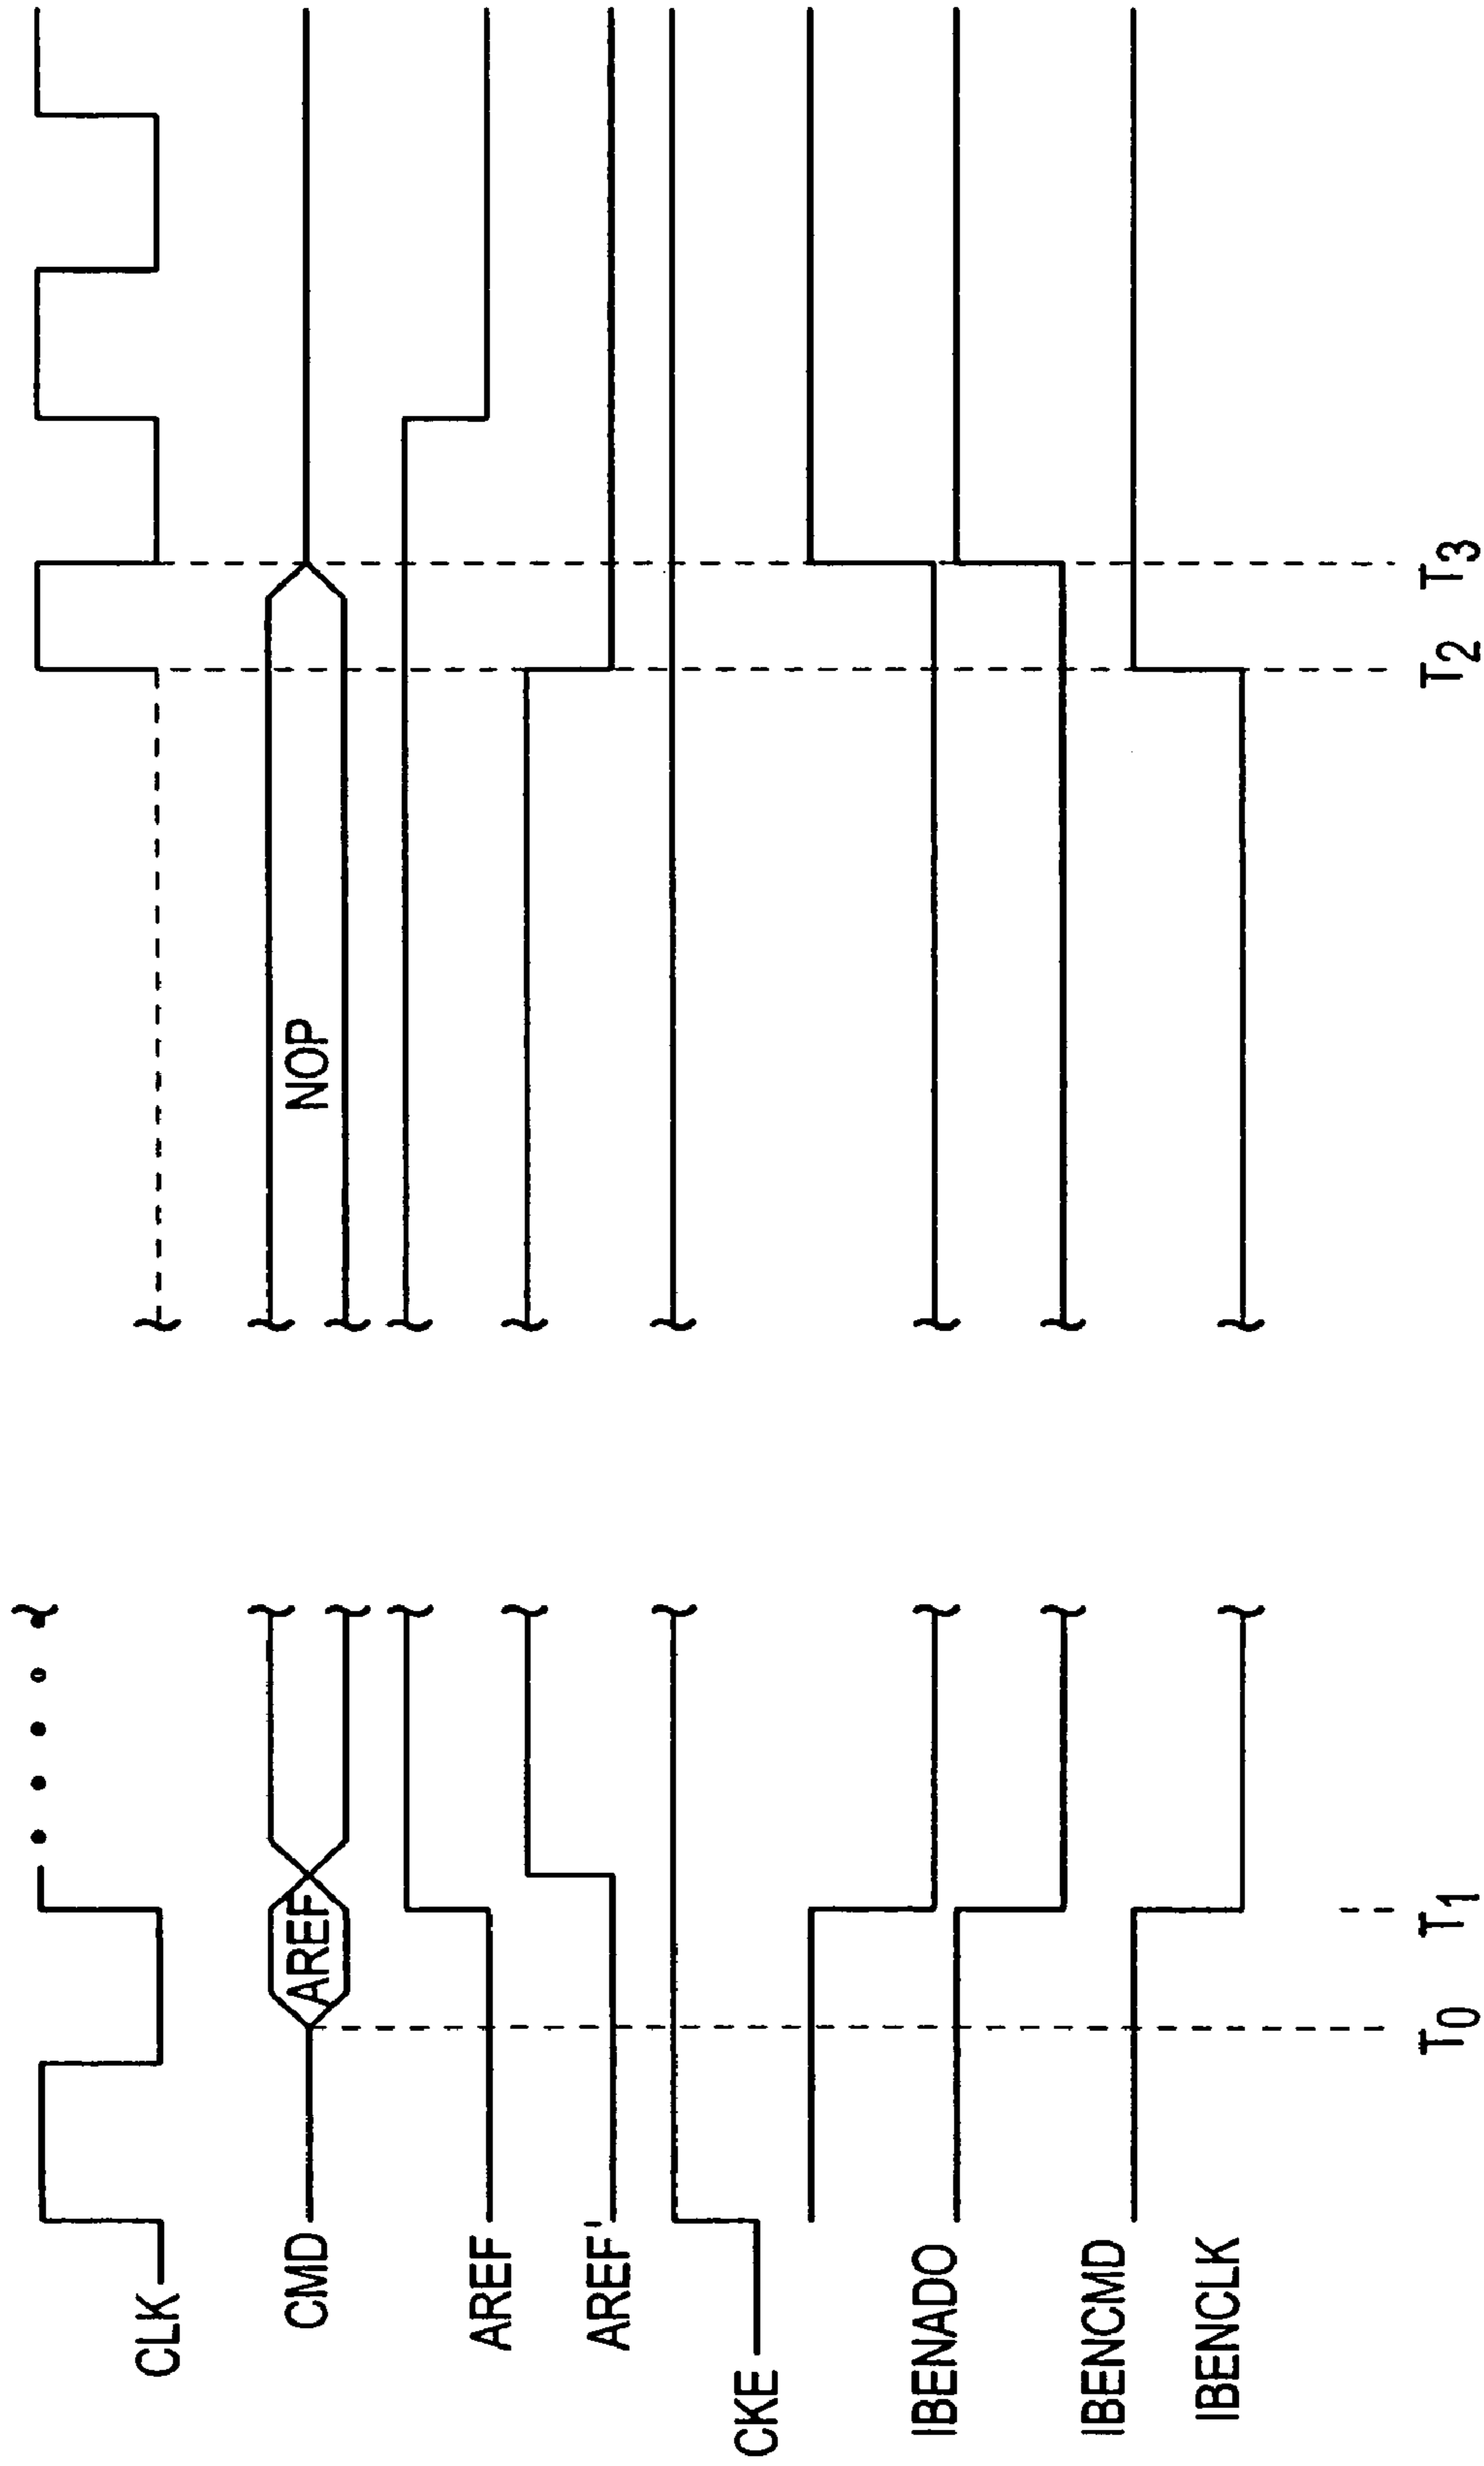 CLK
CMD
AREF
NOP
AREF
AREF'
CKE
IBENADO
IBENCMD
IBENCLK
T0
T1
T2
T3